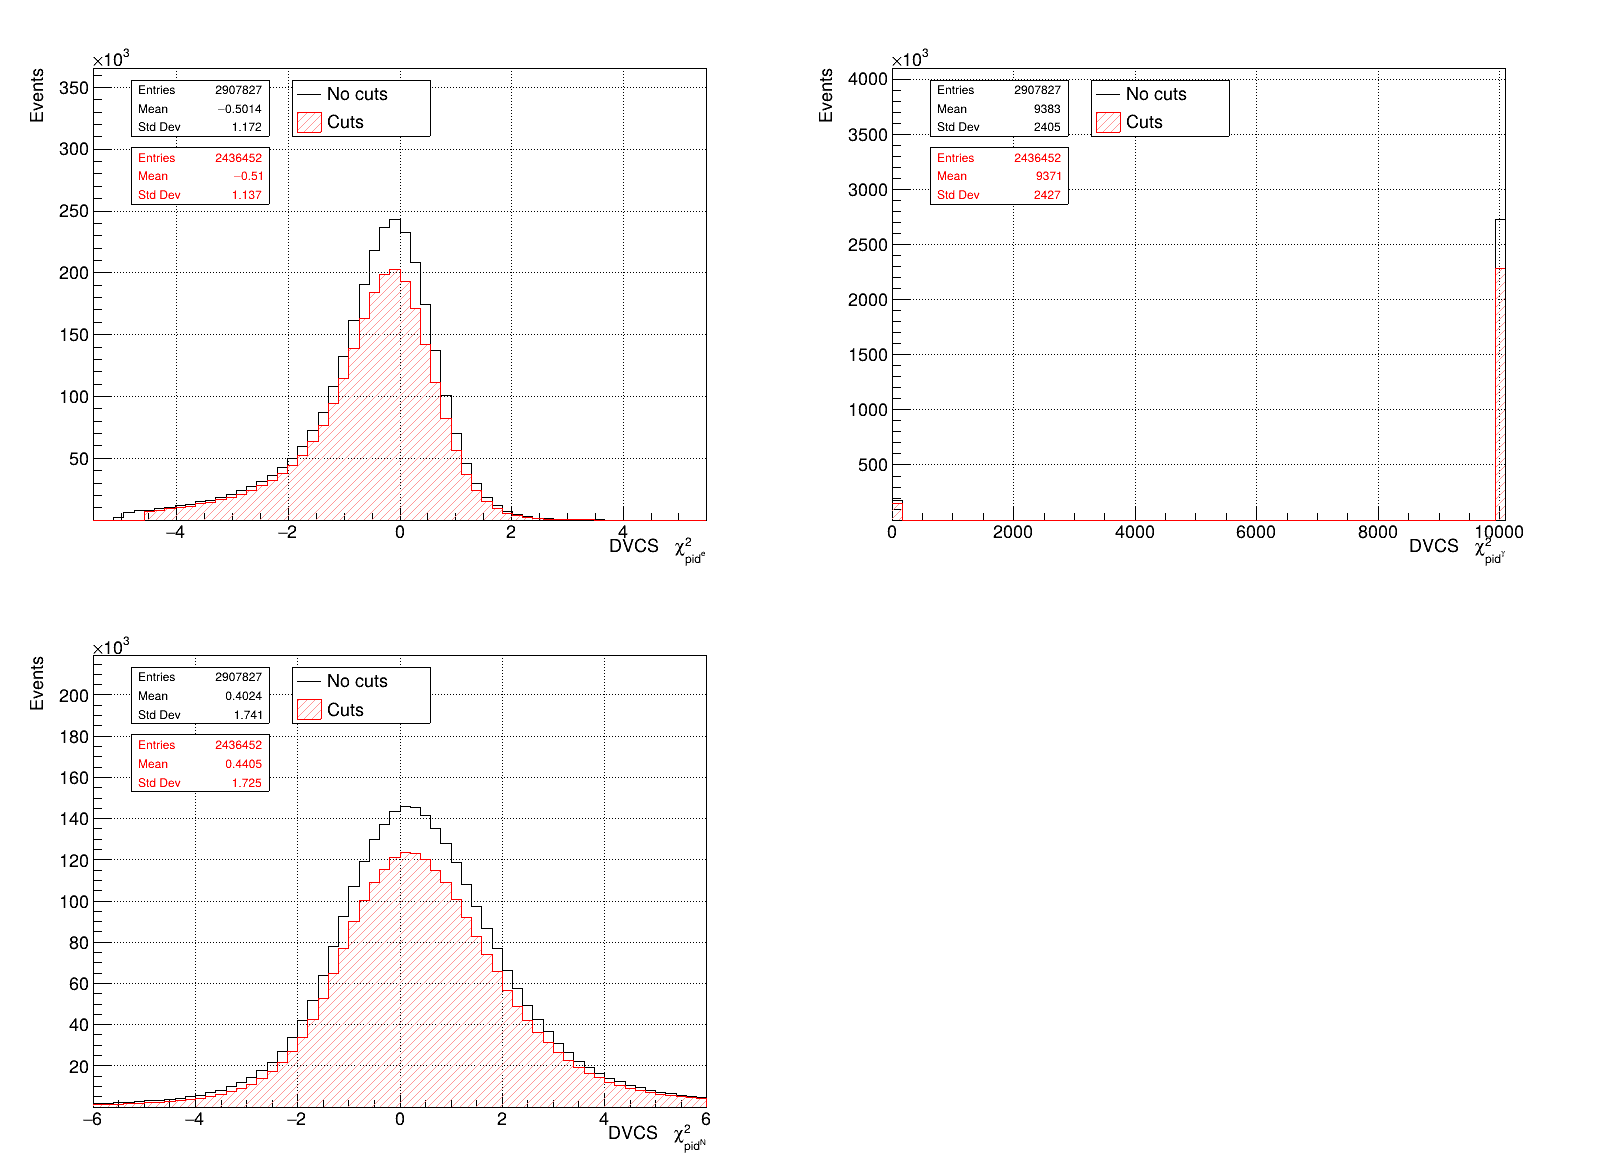 ×10³
Events
350
300
250
200
150
100
50
Entries 2907827
Mean −0.5014
Std Dev 1.172
Entries 2436452
Mean −0.51
Std Dev 1.137
No cuts
Cuts
−4 −2 0 2 4
DVCS χ²pidᵉ
×10³
Events
4000
3500
3000
2500
2000
1500
1000
500
Entries 2907827
Mean 9383
Std Dev 2405
Entries 2436452
Mean 9371
Std Dev 2427
No cuts
Cuts
0 2000 4000 6000 8000 10000
DVCS χ²pidᵞ
×10³
Events
200
180
160
140
120
100
80
60
40
20
Entries 2907827
Mean 0.4024
Std Dev 1.741
Entries 2436452
Mean 0.4405
Std Dev 1.725
No cuts
Cuts
−6 −4 −2 0 2 4 6
DVCS χ²pidᴺ